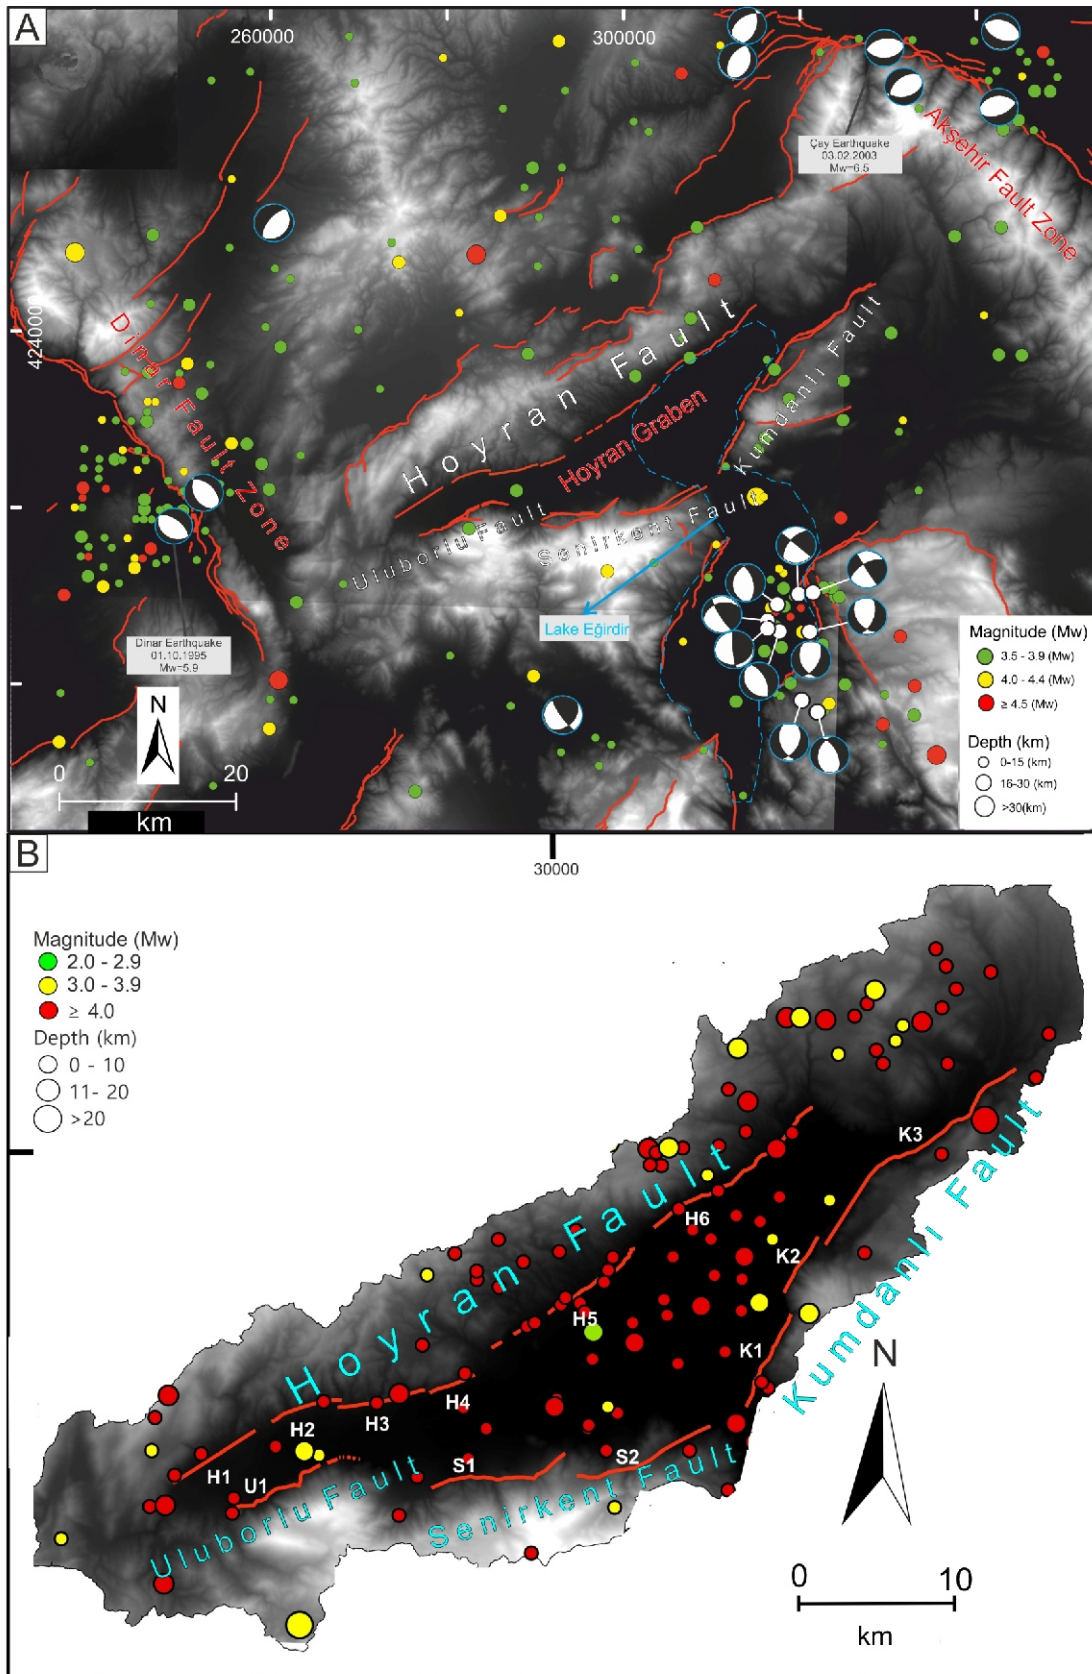 A
260000
300000
4240000
Çay Earthquake
03.02.2003
Mw=6.5
Akşehir Fault Zone
Dinar Fault Zone
Hoyran Fault
Hoyran Graben
Kumdanlı Fault
Uluborlu Fault
Senirkent Fault
Lake Eğirdir
Dinar Earthquake
01.10.1995
Mw=5.9
N
0 20
km
Magnitude (Mw)
3.5 - 3.9 (Mw)
4.0 - 4.4 (Mw)
≥ 4.5 (Mw)
Depth (km)
0-15 (km)
16-30 (km)
>30(km)
B
30000
Magnitude (Mw)
2.0 - 2.9
3.0 - 3.9
≥ 4.0
Depth (km)
0 - 10
11- 20
>20
Hoyran Fault
Kumdanlı Fault
Uluborlu Fault
Senirkent Fault
K3
H6
K2
H5
K1
H4
H3
H2
H1
U1
S1
S2
N
0 10
km